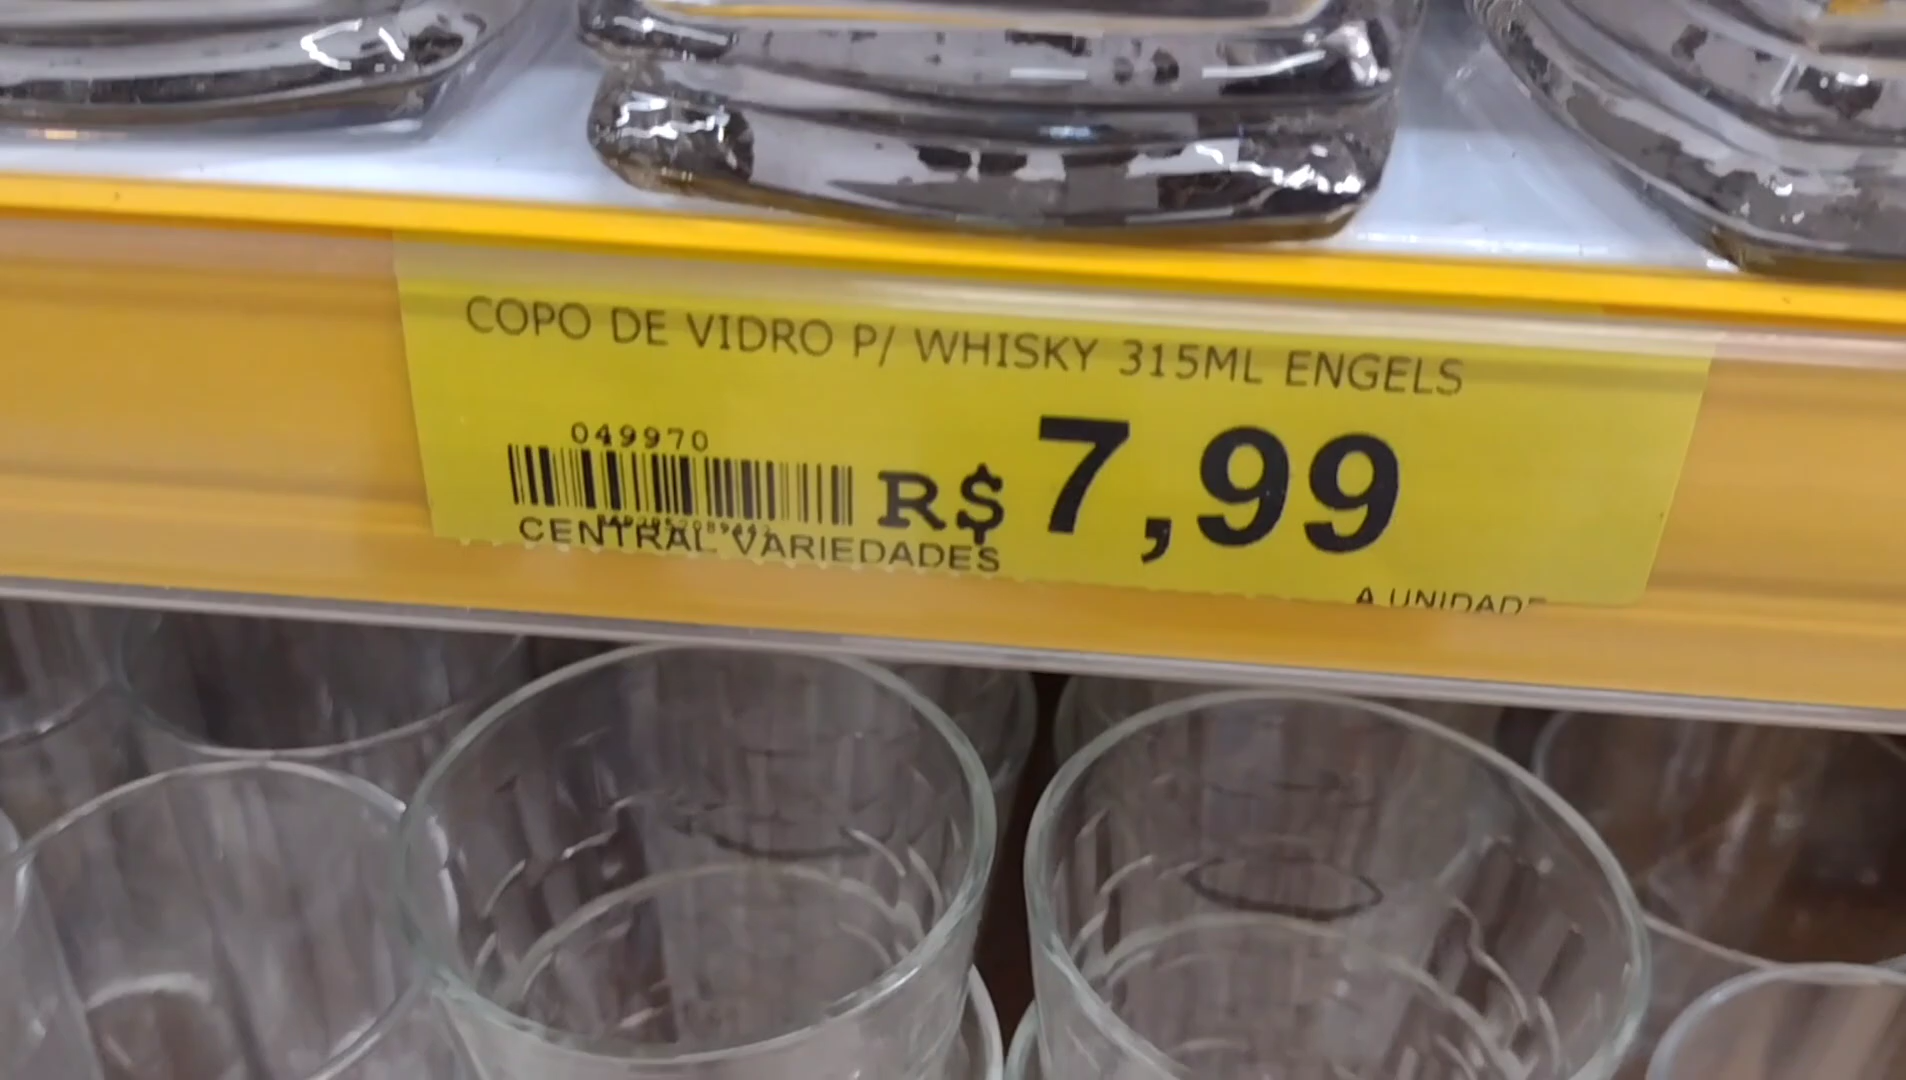 COPO DE VIDRO P/ WHISKY 315ML ENGELS
049970
R$ 7,99
CENTRAL VARIEDADES
A UNIDADE